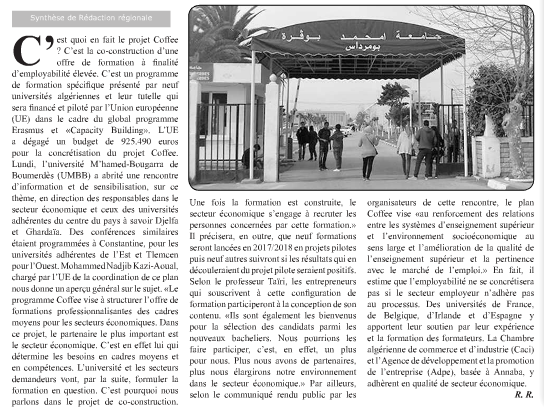 Synthèse de Rédaction régionale
C'est quoi en fait le projet Coffee
? C'est la co-construction d'une
offre de formation à finalité
d'employabilité élevée. C'est un programme
de formation spécifique présenté par neuf
universités algériennes et leur tutelle qui
sera financé et piloté par l'Union européenne
(UE) dans le cadre du global programme
Erasmus et «Capacity Building». L'UE
a dégagé un budget de 925.490 euros
pour la concrétisation du projet Coffee.
Lundi, l'université M'hamed-Bougarra de
Boumerdès (UMBB) a abrité une rencontre
d'information et de sensibilisation, sur ce
thème, en direction des responsables dans le
secteur économique et ceux des universités
adhérentes du centre du pays à savoir Djelfa
et Ghardaïa. Des conférences similaires
étaient programmées à Constantine, pour les
universités adhérentes de l'Est et Tlemcen
pour l'Ouest. Mohammed Nadjib Kazi-Aoual,
chargé par l'UE de la coordination de ce plan
nous donne un aperçu général sur le sujet. «Le
programme Coffee vise à structurer l'offre de
formations professionnalisantes des cadres
moyens pour les secteurs économiques. Dans
ce projet, le partenaire le plus important est
le secteur économique. C'est en effet lui qui
détermine les besoins en cadres moyens et
en compétences. L'université et les secteurs
demandeurs vont, par la suite, formuler la
formation en question. C'est pourquoi nous
parlons dans le projet de co-construction.
جامعة امحمد بوقرة
بومرداس
Une fois la formation est construite, le
secteur économique s'engage à recruter les
personnes concernées par cette formation.»
Il précisera, en outre, que neuf formations
seront lancées en 2017/2018 en projets pilotes
puis neuf autres suivront si les résultats qui en
découleraient du projet pilote seraient positifs.
Selon le professeur Taïri, les entreprises
qui souscrivent à cette configuration de
formation participeront à la conception de son
contenu. «Ils sont également les bienvenus
pour la sélection des candidats parmi les
nouveaux bacheliers. Nous pourrions les
faire participer, c'est, en effet, un plus
pour nous. Plus nous avons de partenaires,
plus nous élargirons notre environnement
dans le secteur économique.» Par ailleurs,
selon le communiqué rendu public par les
organisateurs de cette rencontre, le plan
Coffee vise «au renforcement des relations
entre les systèmes d'enseignement supérieur
et l'environnement socioéconomique au
sens large et l'amélioration de la qualité de
l'enseignement supérieur et la pertinence
avec le marché de l'emploi.» En fait, il
estime que l'employabilité ne se concrétisera
pas si le secteur employeur n'adhère pas
au processus. Des universités de France,
de Belgique, d'Irlande et d'Espagne y
apportent leur soutien par leur expérience
et la formation des formateurs. La Chambre
algérienne de commerce et d'industrie (Caci)
et l'Agence de développement et la promotion
de l'entreprise (Adpe), basée à Annaba, y
adhèrent en qualité de secteur économique.
R. R.